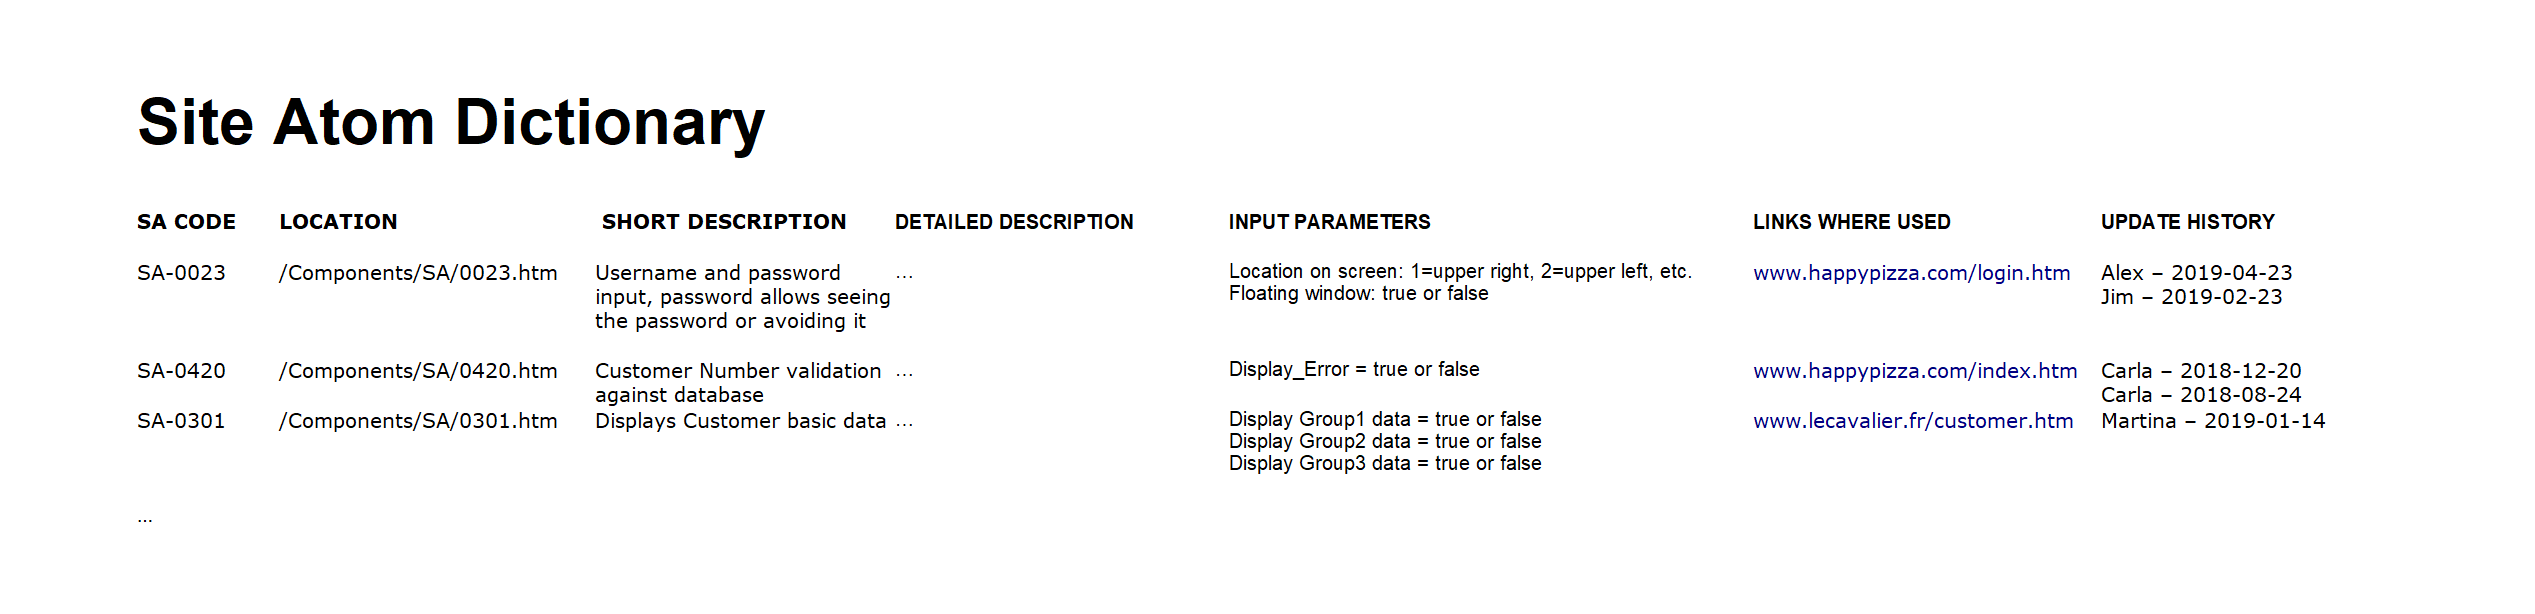 Site Atom Dictionary
SA CODE LOCATION SHORT DESCRIPTION DETAILED DESCRIPTION INPUT PARAMETERS LINKS WHERE USED UPDATE HISTORY
SA-0023 /Components/SA/0023.htm Username and password ... Location on screen: 1=upper right, 2=upper left, etc. www.happypizza.com/login.htm Alex – 2019-04-23
input, password allows seeing Floating window: true or false Jim – 2019-02-23
the password or avoiding it
SA-0420 /Components/SA/0420.htm Customer Number validation ... Display_Error = true or false www.happypizza.com/index.htm Carla – 2018-12-20
against database Carla – 2018-08-24
SA-0301 /Components/SA/0301.htm Displays Customer basic data ... Display Group1 data = true or false www.lecavalier.fr/customer.htm Martina – 2019-01-14
Display Group2 data = true or false
Display Group3 data = true or false
...